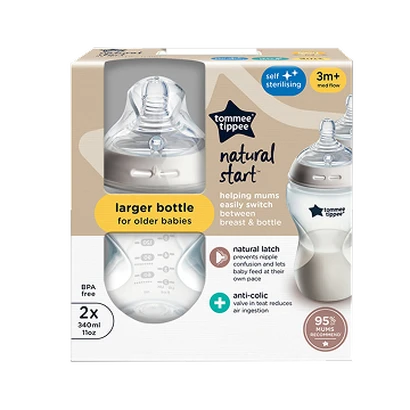 self
sterilising
3m+
med flow
tommee
tippee
natural
start™
helping mums
easily switch
between
breast & bottle
larger bottle
for older babies
tommee
tippee
natural latch
prevents nipple
confusion and lets
baby feed at their
own pace
anti-colic
valve in teat reduces
air ingestion
BPA
free
2x
340ml
11oz
95%
MUMS
RECOMMEND